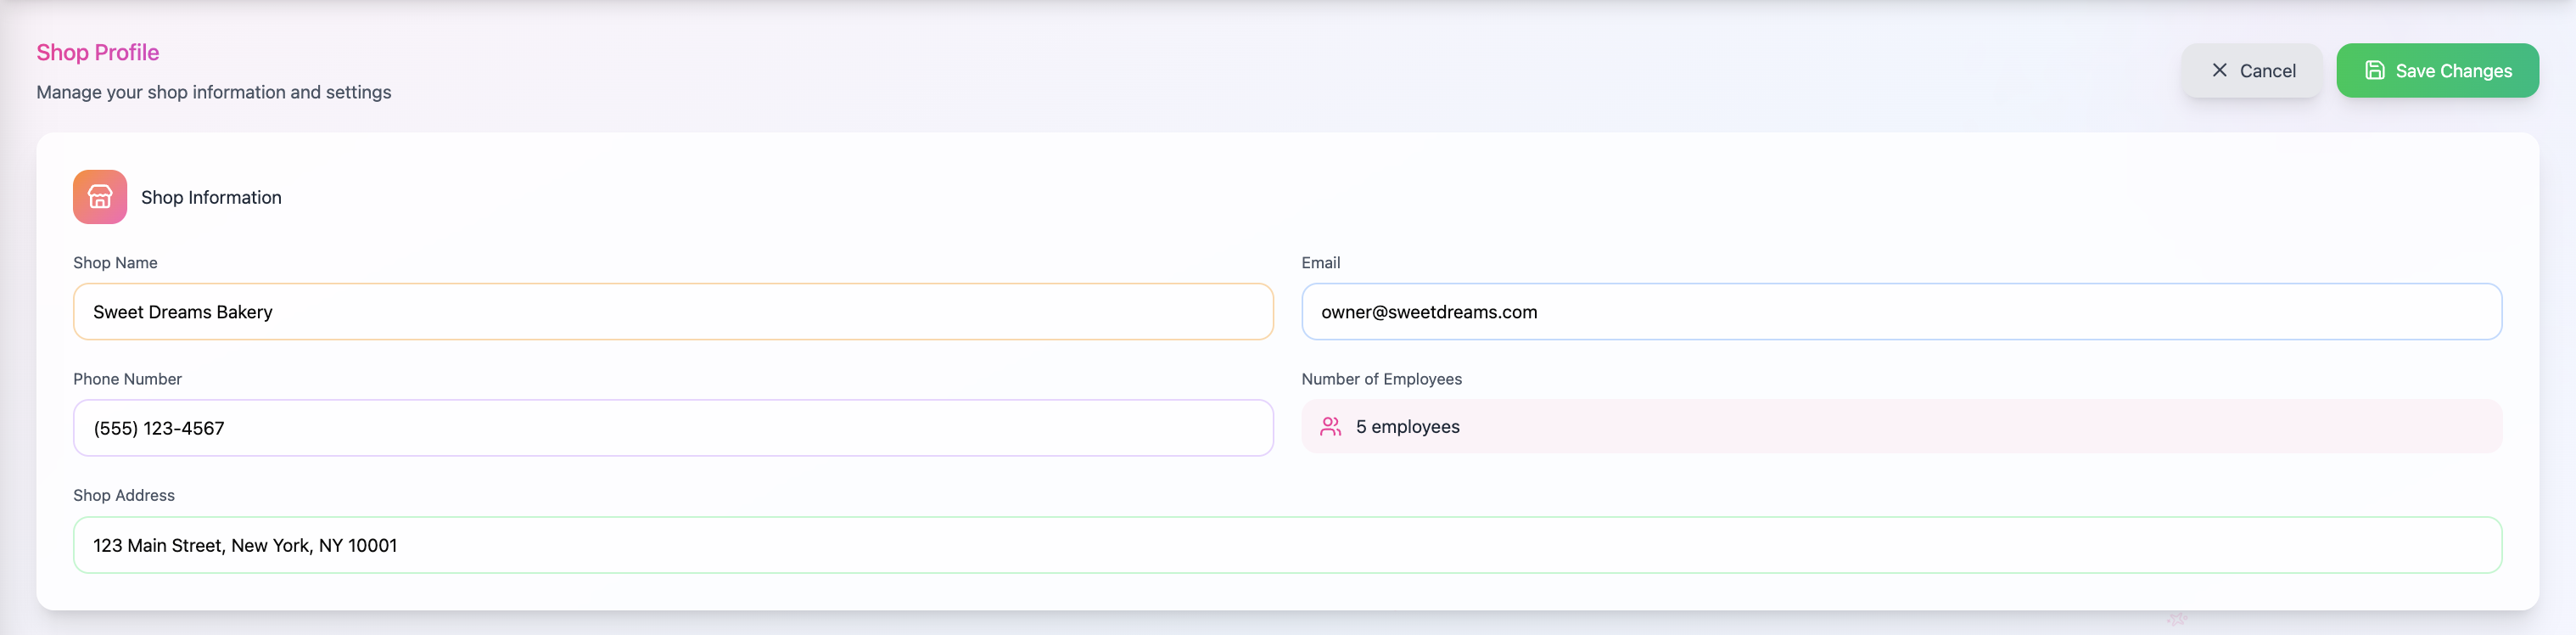 Shop Profile
Manage your shop information and settings
Cancel
Save Changes
Shop Information
Shop Name
Sweet Dreams Bakery
Email
owner@sweetdreams.com
Phone Number
(555) 123-4567
Number of Employees
5 employees
Shop Address
123 Main Street, New York, NY 10001